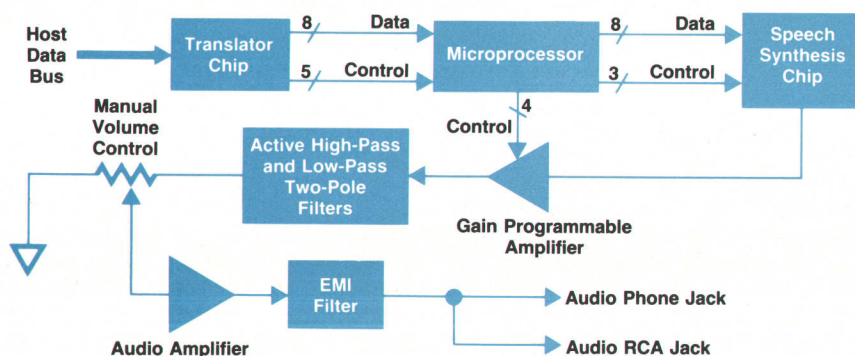 Host
Data
Bus
Translator
Chip
8
Data
5
Control
Microprocessor
8
Data
3
Control
Speech
Synthesis
Chip
4
Control
Manual
Volume
Control
Active High-Pass
and Low-Pass
Two-Pole
Filters
Gain Programmable
Amplifier
Audio Amplifier
EMI
Filter
Audio Phone Jack
Audio RCA Jack